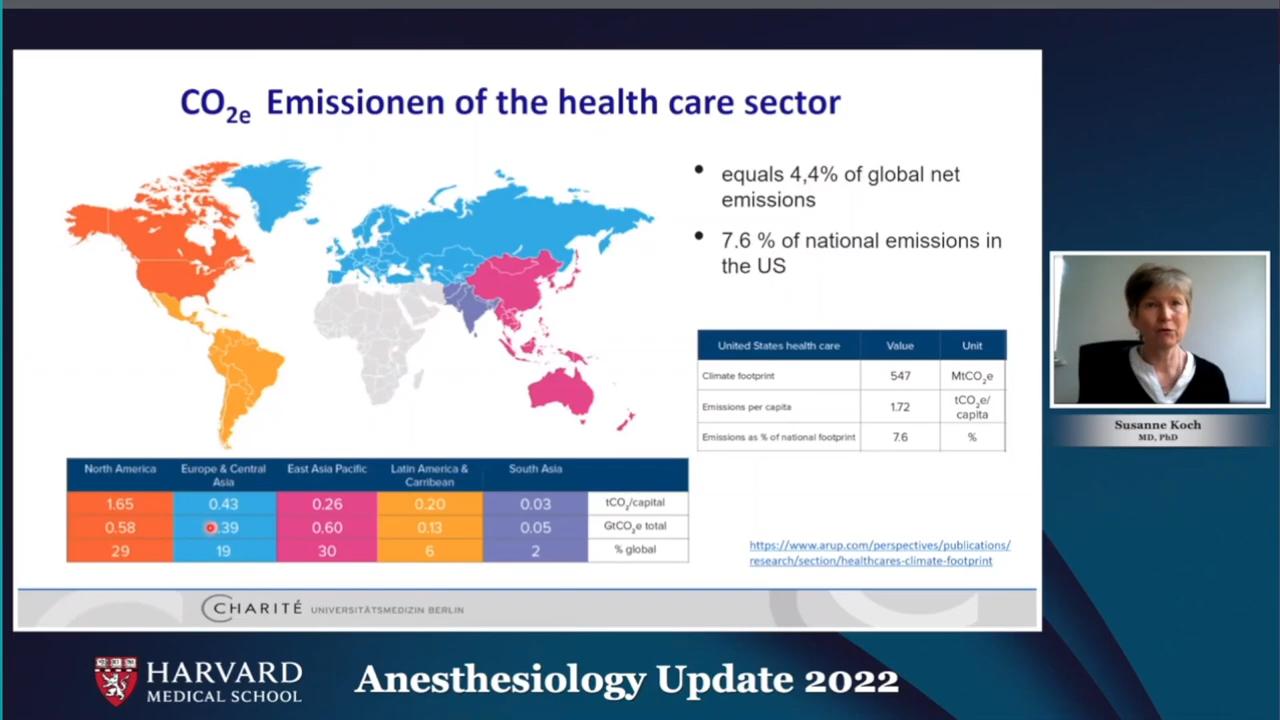 CO2e Emissionen of the health care sector
• equals 4,4% of global net
emissions
• 7.6 % of national emissions in
the US
United States health care Value Unit
Climate footprint 547 MtCO2e
Emissions per capita 1.72 tCO2e/
capita
Emissions as % of national footprint 7.6 %
North America Europe & Central East Asia Pacific Latin America & South Asia
Asia Carribean
1.65 0.43 0.26 0.20 0.03 tCO2/capital
0.58 .39 0.60 0.13 0.05 GtCO2e total
29 19 30 6 2 % global
https://www.arup.com/perspectives/publications/
research/section/healthcares-climate-footprint
CHARITÉ UNIVERSITÄTSMEDIZIN BERLIN
Susanne Koch
MD, PhD
HARVARD
MEDICAL SCHOOL
Anesthesiology Update 2022